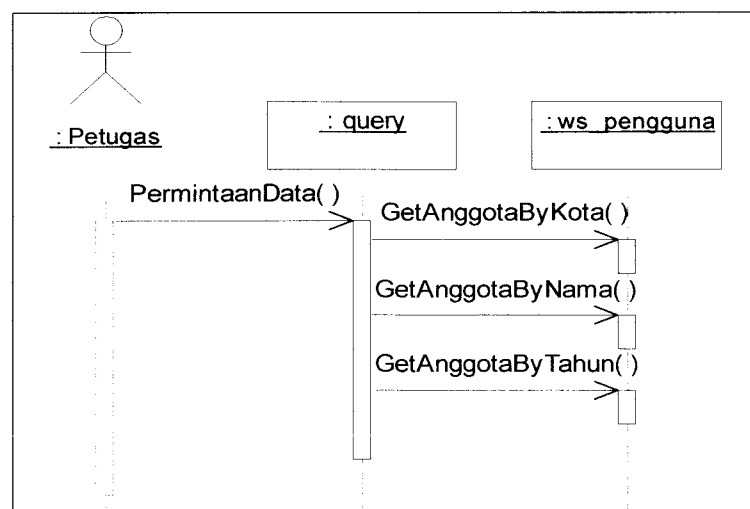 : Petugas
: query
: ws_pengguna
PermintaanData( )
GetAnggotaByKota( )
GetAnggotaByNama( )
GetAnggotaByTahun( )